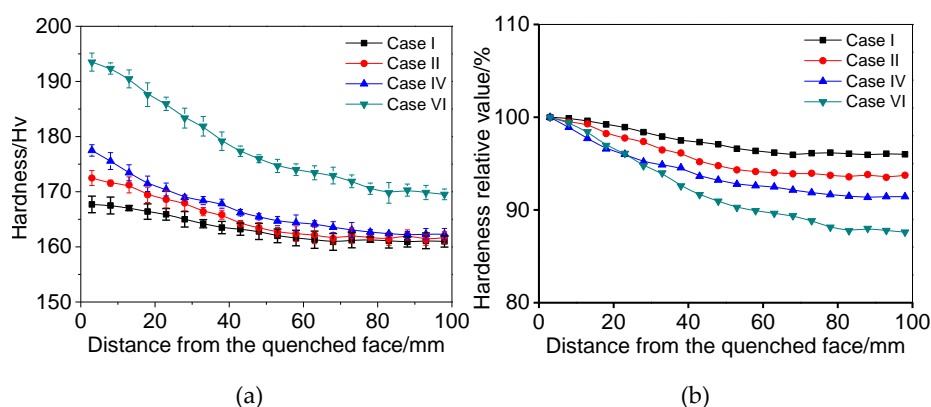 200
190
180
170
160
150
Hardness/Hv
Case I
Case II
Case IV
Case VI
0 20 40 60 80 100
Distance from the quenched face/mm
(a)
110
100
90
80
Hardeness relative value/%
Case I
Case II
Case IV
Case VI
0 20 40 60 80 100
Distance from the quenched face/mm
(b)